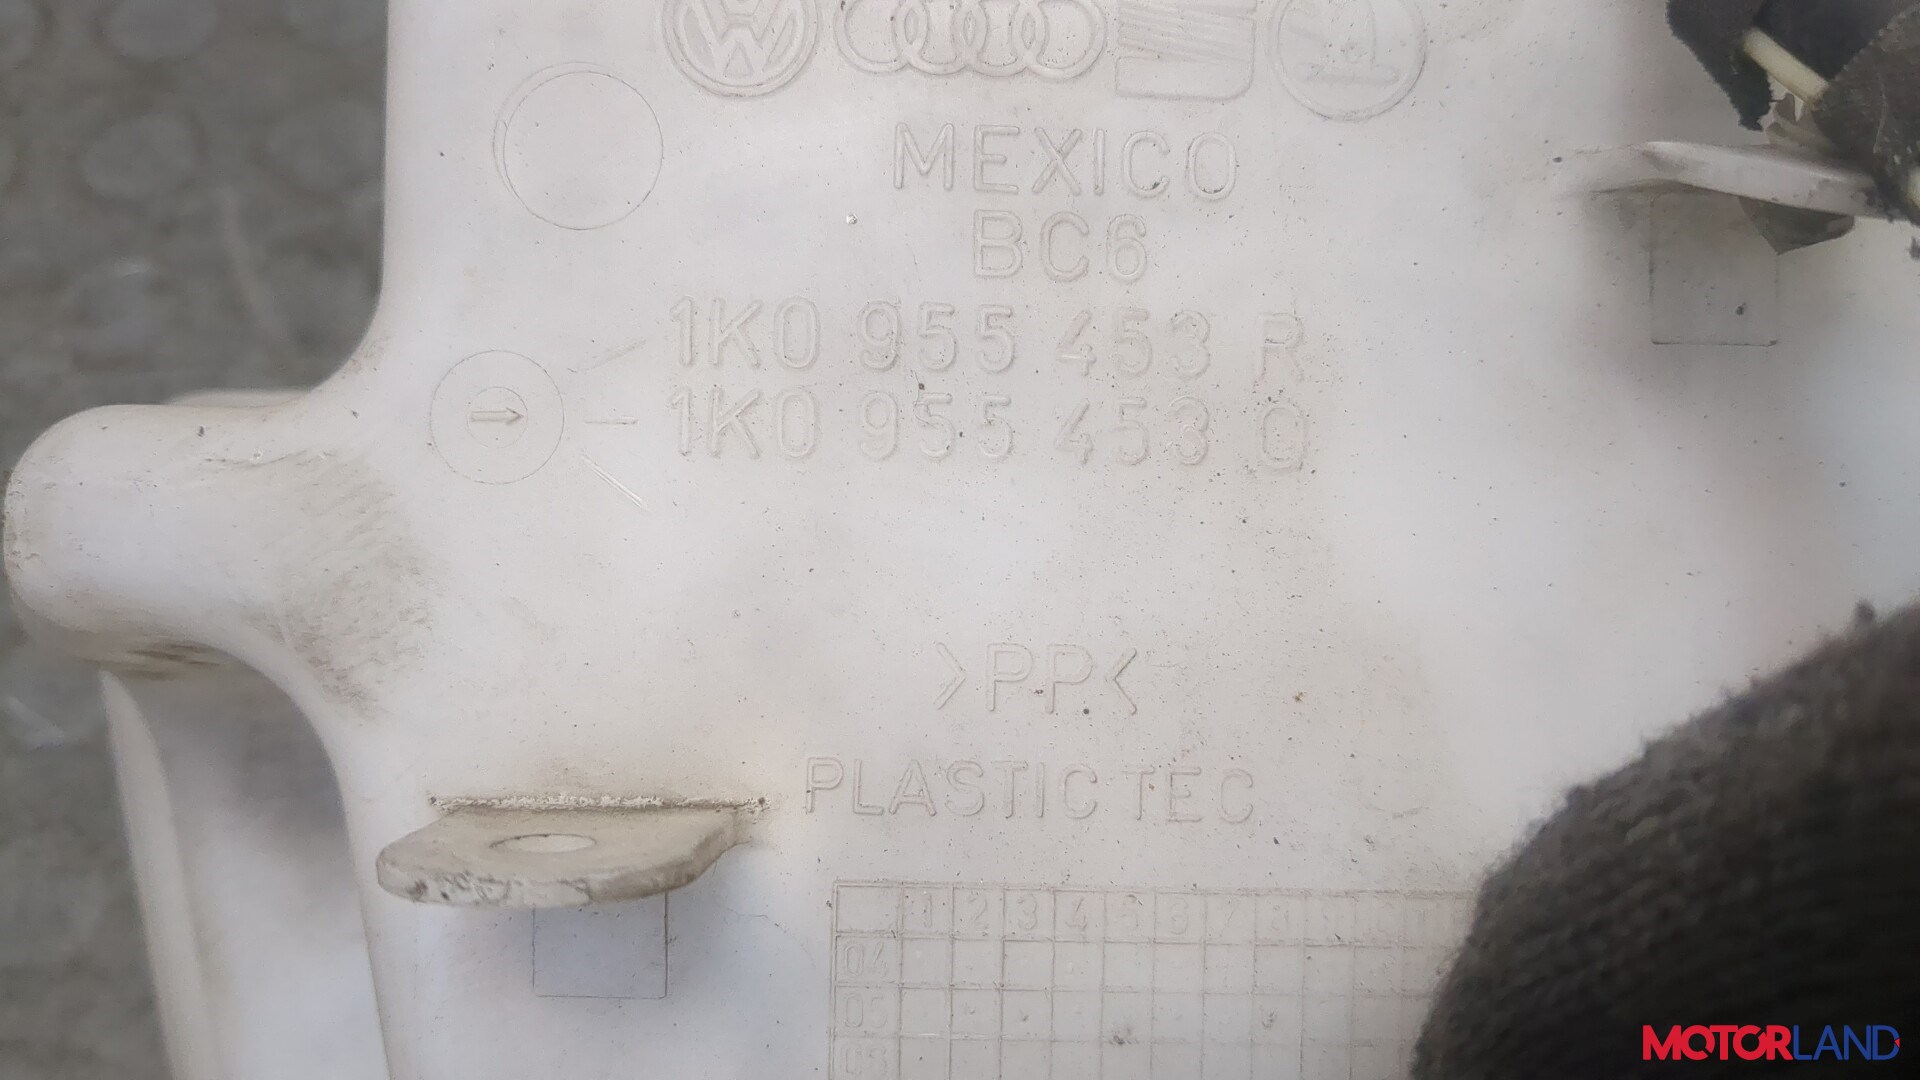 MEXICO
BC6
1K0 955 453 R
1K0 955 453 Q
>PP<
PLASTIC TEC
1 2 3 4 5 6 7 8
04
05
06
MOTORLAND